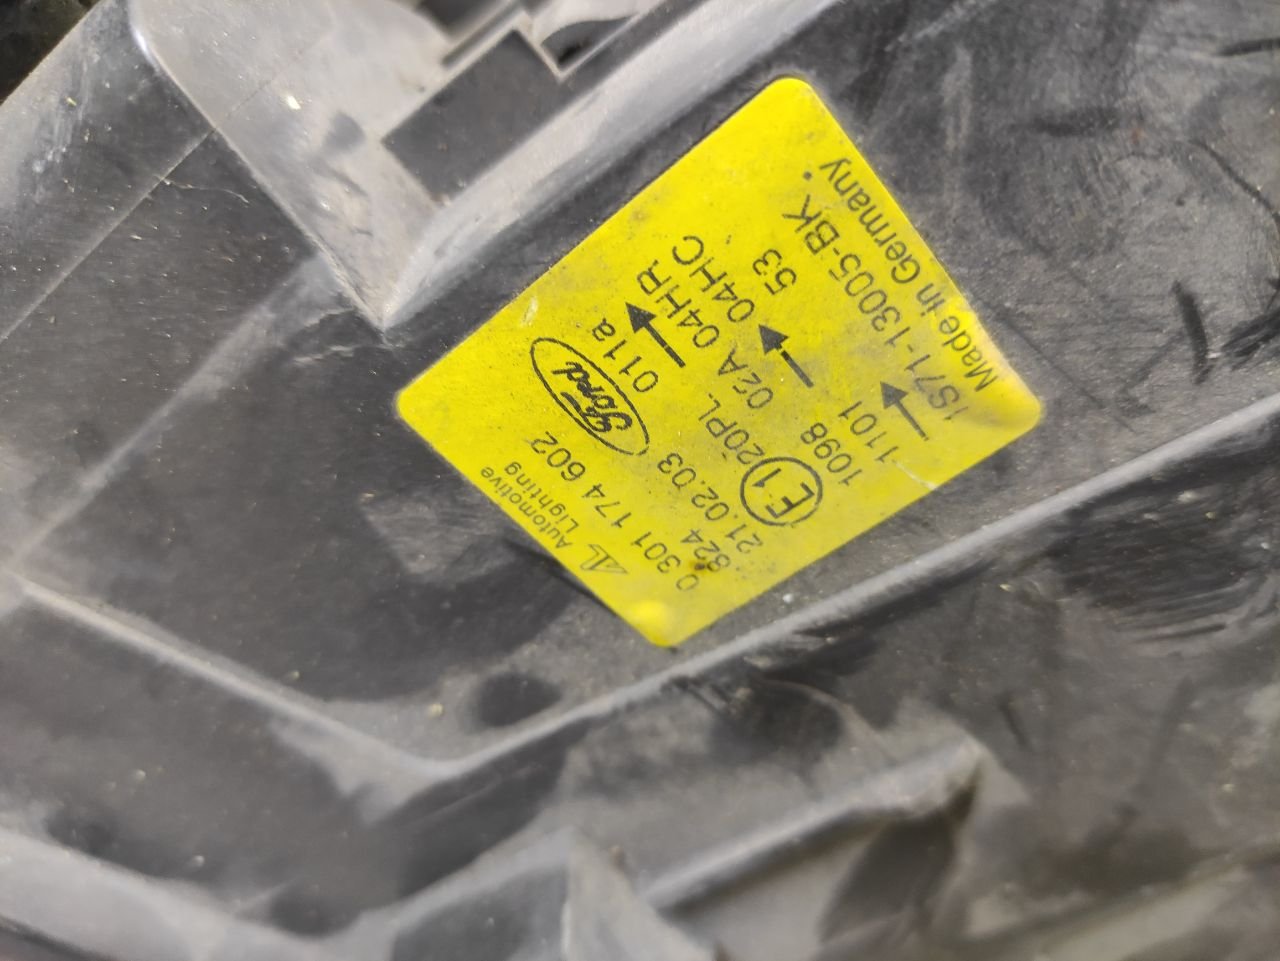 AL Automotive
Lighting
Ford
0 301 174 602
011a
824
21.02.03
E1
20PL
02A 04HR
04HC
1098
53
1101
1S71-13005-BK
Made in Germany